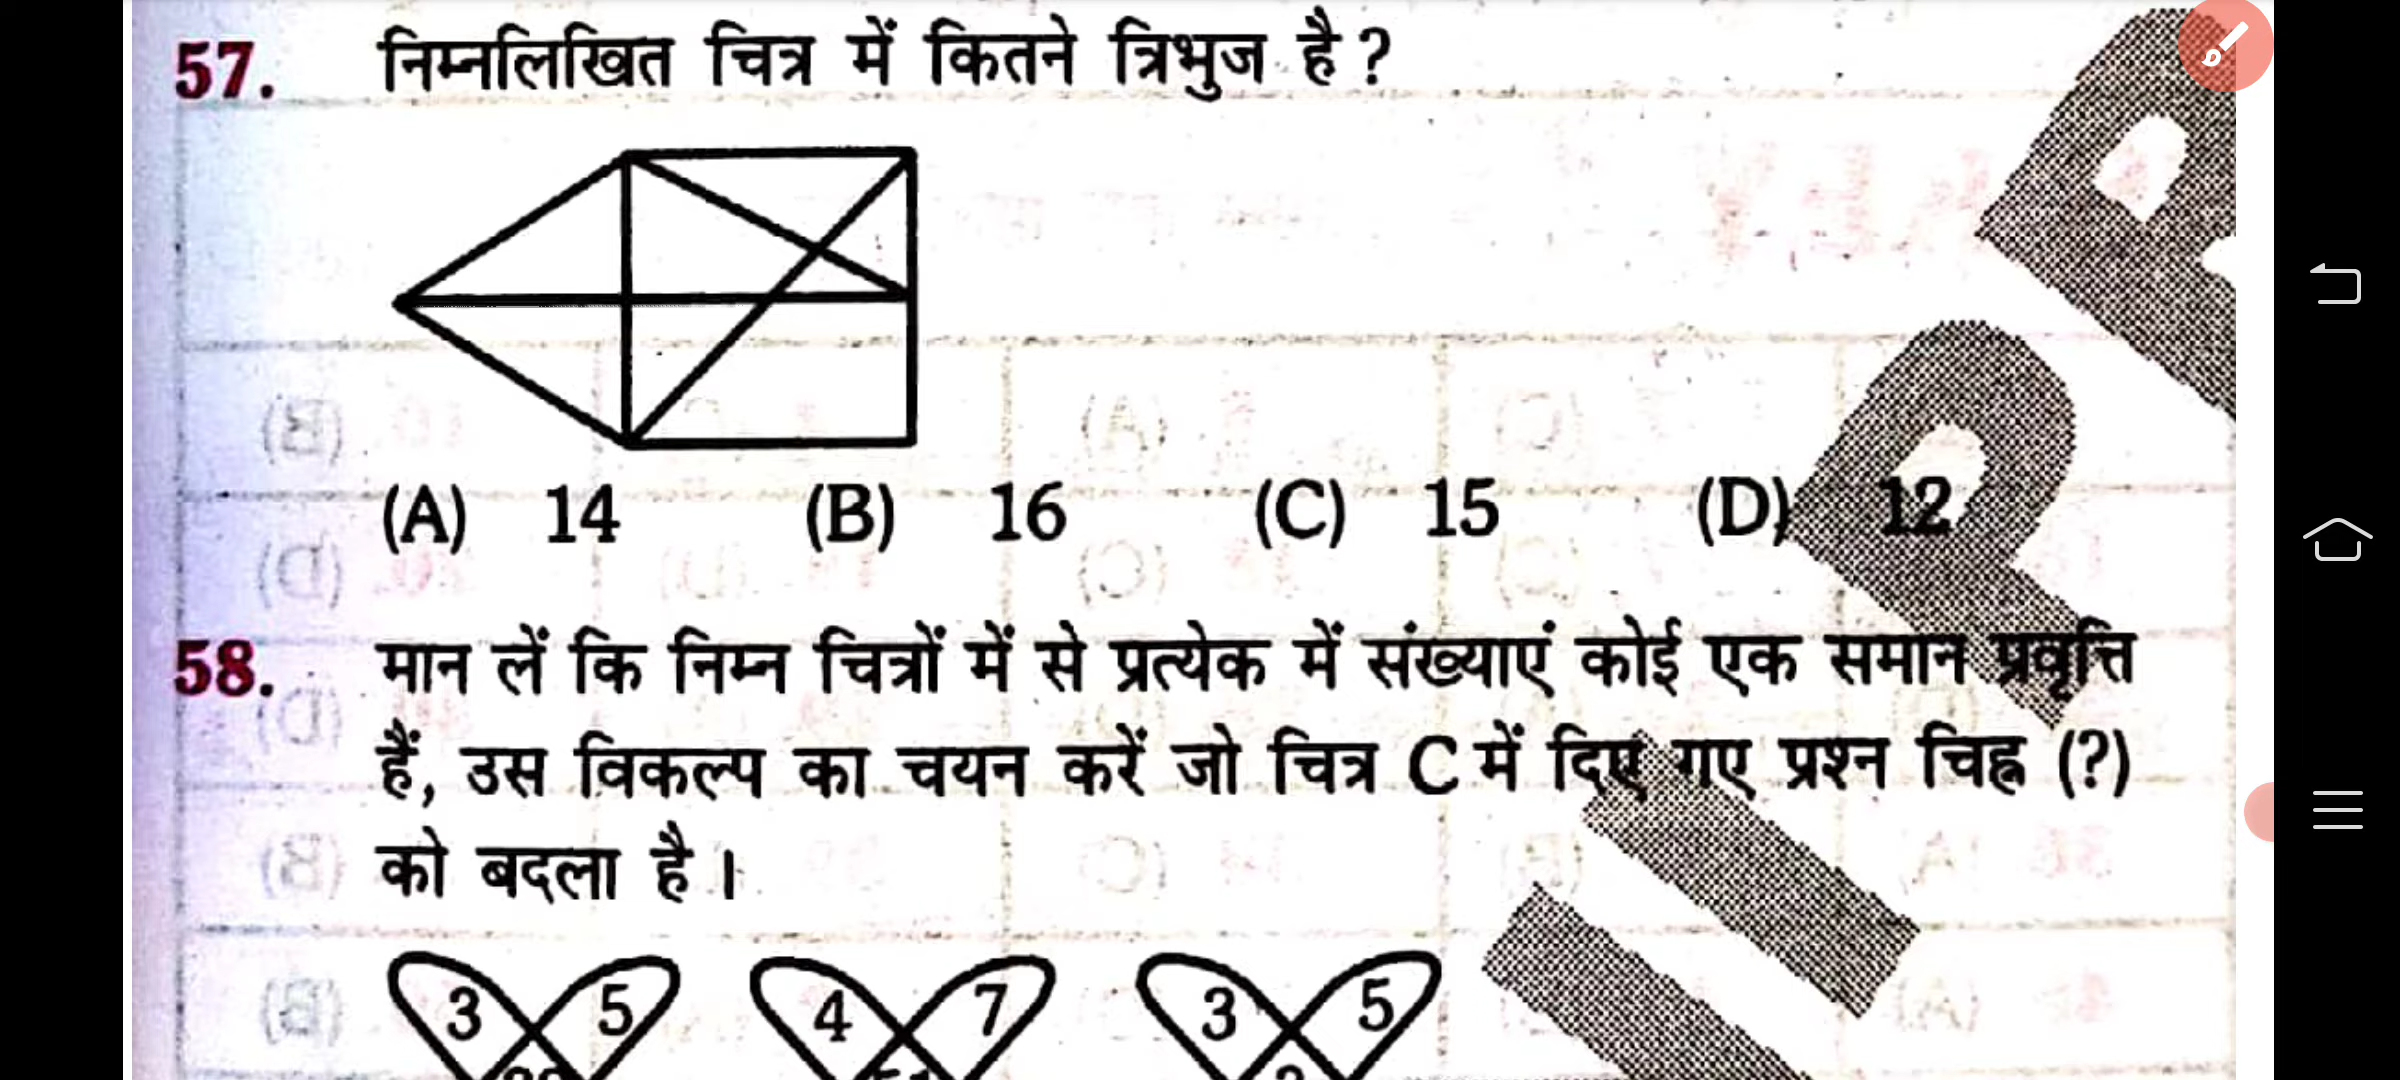 57. निम्नलिखित चित्र में कितने त्रिभुज है ?
(A) 14 (B) 16 (C) 15 (D) 12
58. मान लें कि निम्न चित्रों में से प्रत्येक में संख्याएं कोई एक समान प्रवृत्ति
हैं, उस विकल्प का चयन करें जो चित्र C में दिए गए प्रश्न चिह्न (?)
को बदला है।
3 5 4 7 3 5